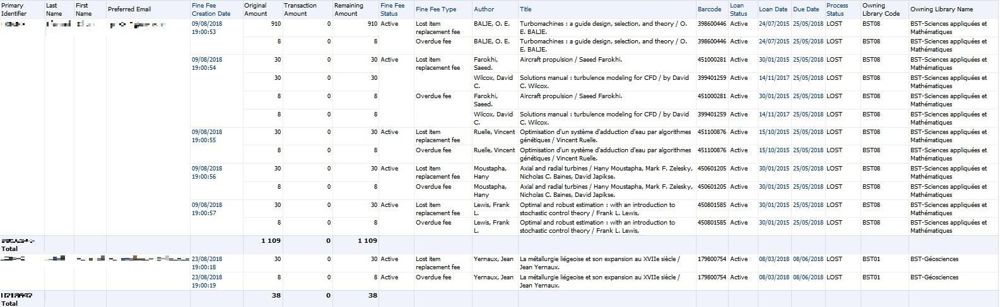 Primary Identifier Last Name First Name Preferred Email Fine Fee Creation Date Original Amount Transaction Amount Remaining Amount Fine Fee Status Fine Fee Type Author Title Barcode Loan Status Loan Date Due Date Process Status Owning Library Code Owning Library Name
09/08/2018 19:00:53 910 0 910 Active Lost item replacement fee BALJE, O. E. Turbomachines : a guide design, selection, and theory / O. E. BALJE. 398600446 Active 24/07/2015 25/05/2018 LOST BST08 BST-Sciences appliquées et Mathématiques
8 0 8 Overdue fee BALJE, O. E. Turbomachines : a guide design, selection, and theory / O. E. BALJE. 398600446 Active 24/07/2015 25/05/2018 LOST BST08 BST-Sciences appliquées et Mathématiques
09/08/2018 19:00:54 30 0 30 Active Lost item replacement fee Farokhi, Saeed. Aircraft propulsion / Saeed Farokhi. 451000281 Active 30/01/2015 25/05/2018 LOST BST08 BST-Sciences appliquées et Mathématiques
30 0 30 Wilcox, David C. Solutions manual : turbulence modeling for CFD / by David C. Wilcox. 399401259 Active 14/11/2017 25/05/2018 LOST BST08 BST-Sciences appliquées et Mathématiques
8 0 8 Overdue fee Farokhi, Saeed. Aircraft propulsion / Saeed Farokhi. 451000281 Active 30/01/2015 25/05/2018 LOST BST08 BST-Sciences appliquées et Mathématiques
8 0 8 Wilcox, David C. Solutions manual : turbulence modeling for CFD / by David C. Wilcox. 399401259 Active 14/11/2017 25/05/2018 LOST BST08 BST-Sciences appliquées et Mathématiques
09/08/2018 19:00:55 30 0 30 Active Lost item replacement fee Ruelle, Vincent Optimisation d'un système d'adduction d'eau par algorithmes génétiques / Vincent Ruelle. 451100876 Active 15/10/2015 25/05/2018 LOST BST08 BST-Sciences appliquées et Mathématiques
8 0 8 Overdue fee Ruelle, Vincent Optimisation d'un système d'adduction d'eau par algorithmes génétiques / Vincent Ruelle. 451100876 Active 15/10/2015 25/05/2018 LOST BST08 BST-Sciences appliquées et Mathématiques
09/08/2018 19:00:56 30 0 30 Active Lost item replacement fee Moustapha, Hany Axial and radial turbines / Hany Moustapha, Mark F. Zelesky, Nicholas C. Baines, David Japikse. 450601205 Active 30/01/2015 25/05/2018 LOST BST08 BST-Sciences appliquées et Mathématiques
8 0 8 Overdue fee Moustapha, Hany Axial and radial turbines / Hany Moustapha, Mark F. Zelesky, Nicholas C. Baines, David Japikse. 450601205 Active 30/01/2015 25/05/2018 LOST BST08 BST-Sciences appliquées et Mathématiques
09/08/2018 19:00:57 30 0 30 Active Lost item replacement fee Lewis, Frank L. Optimal and robust estimation : with an introduction to stochastic control theory / Frank L. Lewis, 450801585 Active 30/01/2015 25/05/2018 LOST BST08 BST-Sciences appliquées et Mathématiques
8 0 8 Overdue fee Lewis, Frank L. Optimal and robust estimation : with an introduction to stochastic control theory / Frank L. Lewis, 450801585 Active 30/01/2015 25/05/2018 LOST BST08 BST-Sciences appliquées et Mathématiques
Total 1 109 0 1 109
23/08/2018 19:00:18 30 0 30 Active Lost item replacement fee Yernaux, Jean La métallurgie liégeoise et son expansion au XVIIe siècle / Jean Yernaux. 179800754 Active 08/03/2018 08/06/2018 LOST BST01 BST-Géosciences
23/08/2018 19:00:19 8 0 8 Active Overdue fee Yernaux, Jean La métallurgie liégeoise et son expansion au XVIIe siècle / Jean Yernaux. 179800754 Active 08/03/2018 08/06/2018 LOST BST01 BST-Géosciences
Total 38 0 38